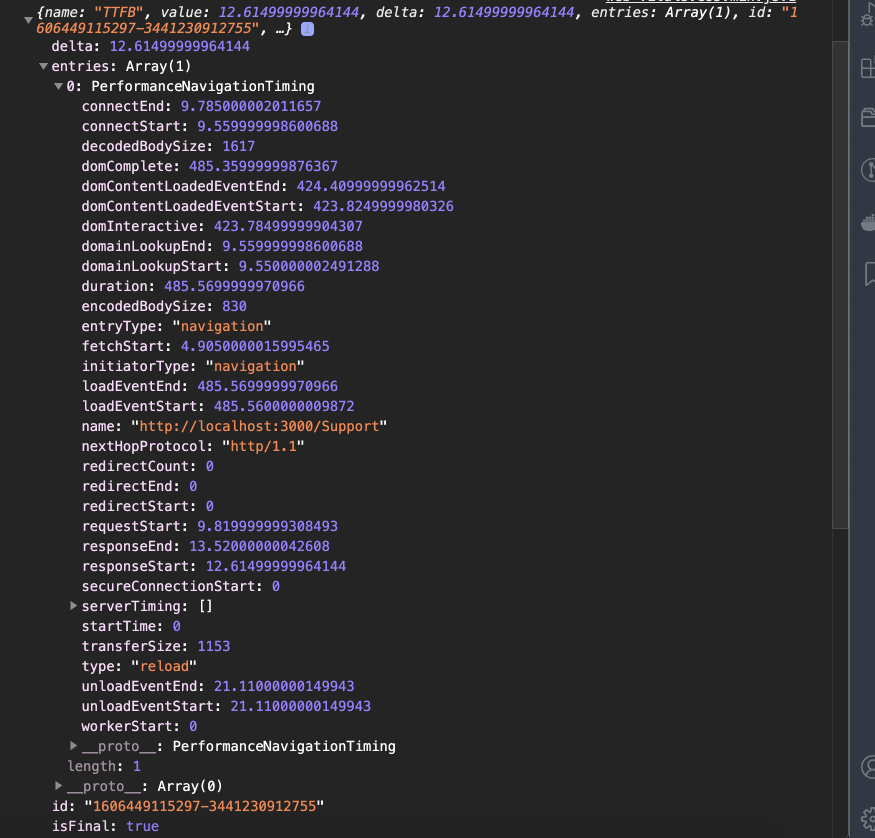 {name: "TTFB", value: 12.61499999964144, delta: 12.61499999964144, entries: Array(1), id: "1
606449115297-3441230912755", …} i
delta: 12.61499999964144
entries: Array(1)
0: PerformanceNavigationTiming
connectEnd: 9.785000002011657
connectStart: 9.559999998600688
decodedBodySize: 1617
domComplete: 485.35999999876367
domContentLoadedEventEnd: 424.40999999962514
domContentLoadedEventStart: 423.8249999980326
domInteractive: 423.78499999904307
domainLookupEnd: 9.559999998600688
domainLookupStart: 9.550000002491288
duration: 485.5699999970966
encodedBodySize: 830
entryType: "navigation"
fetchStart: 4.9050000015995465
initiatorType: "navigation"
loadEventEnd: 485.5699999970966
loadEventStart: 485.5600000009872
name: "http://localhost:3000/Support"
nextHopProtocol: "http/1.1"
redirectCount: 0
redirectEnd: 0
redirectStart: 0
requestStart: 9.819999999308493
responseEnd: 13.52000000042608
responseStart: 12.61499999964144
secureConnectionStart: 0
serverTiming: []
startTime: 0
transferSize: 1153
type: "reload"
unloadEventEnd: 21.11000000149943
unloadEventStart: 21.11000000149943
workerStart: 0
__proto__: PerformanceNavigationTiming
length: 1
__proto__: Array(0)
id: "1606449115297-3441230912755"
isFinal: true